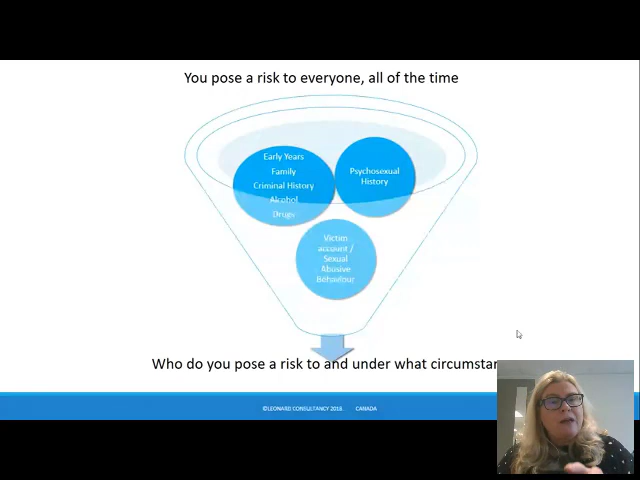 You pose a risk to everyone, all of the time
Early Years
Family
Criminal History
Alcohol
Drugs
Psychosexual
History
Victim
account /
Sexual
Abusive
Behaviour
Who do you pose a risk to and under what
©LEONARD CONSULTANCY 2018. CANADA